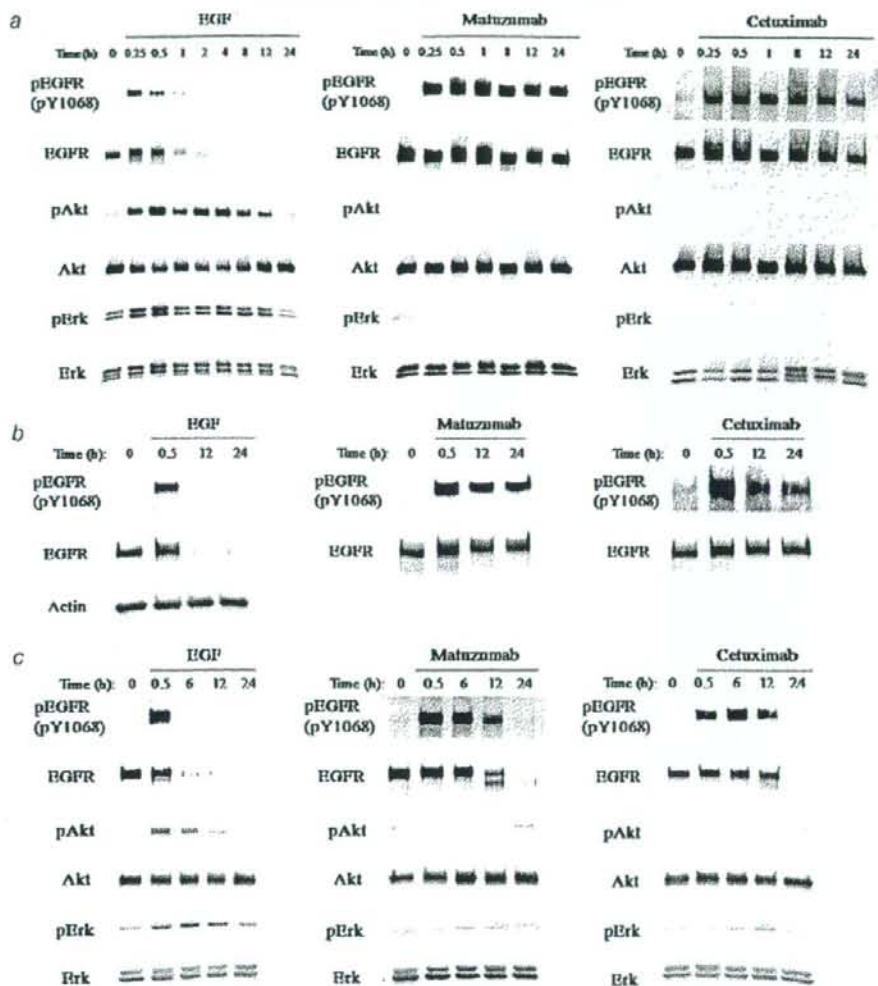 a
EGF
Matuzumab
Cetuximab
Time (h) 0 0.25 0.5 1 2 4 8 12 24
Time (h) 0 0.25 0.5 1 8 12 24
Time (h) 0 0.25 0.5 1 8 12 24
pEGFR (pY1068)
pEGFR (pY1068)
pEGFR (pY1068)
EGFR
EGFR
EGFR
pAkt
pAkt
pAkt
Akt
Akt
Akt
pErk
pErk
pErk
Erk
Erk
Erk
b
EGF
Matuzumab
Cetuximab
Time (h): 0 0.5 12 24
Time (h): 0 0.5 12 24
Time (h): 0 0.5 12 24
pEGFR (pY1068)
pEGFR (pY1068)
pEGFR (pY1068)
EGFR
EGFR
EGFR
Actin
c
EGF
Matuzumab
Cetuximab
Time (h): 0 0.5 6 12 24
Time (h): 0 0.5 6 12 24
Time (h): 0 0.5 6 12 24
pEGFR (pY1068)
pEGFR (pY1068)
pEGFR (pY1068)
EGFR
EGFR
EGFR
pAkt
pAkt
pAkt
Akt
Akt
Akt
pErk
pErk
pErk
Erk
Erk
Erk